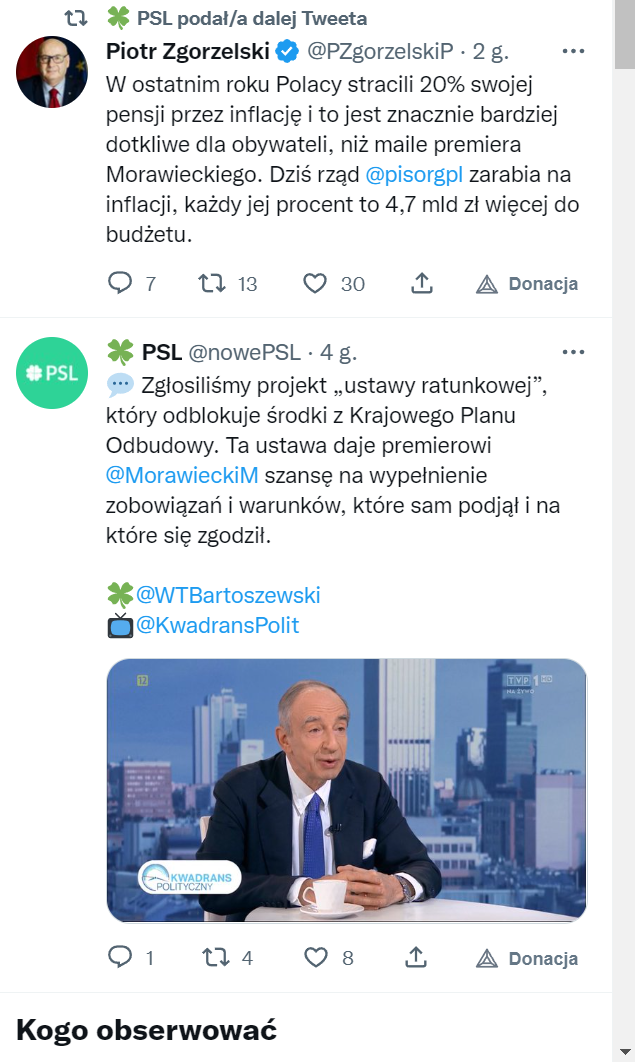 PSL podał/a dalej Tweeta
Piotr Zgorzelski @PZgorzelskiP · 2 g.
W ostatnim roku Polacy stracili 20% swojej
pensji przez inflację i to jest znacznie bardziej
dotkliwe dla obywateli, niż maile premiera
Morawieckiego. Dziś rząd @pisorgpl zarabia na
inflacji, każdy jej procent to 4,7 mld zł więcej do
budżetu.
7 13 30 Donacja
PSL
PSL @nowePSL · 4 g.
Zgłosiliśmy projekt „ustawy ratunkowej”,
który odblokuje środki z Krajowego Planu
Odbudowy. Ta ustawa daje premierowi
@MorawieckiM szansę na wypełnienie
zobowiązań i warunków, które sam podjął i na
które się zgodził.
@WTBartoszewski
@KwadransPolit
12
TVP 1 HD
NA ŻYWO
KWADRANS
POLITYCZNY
1 4 8 Donacja
Kogo obserwować